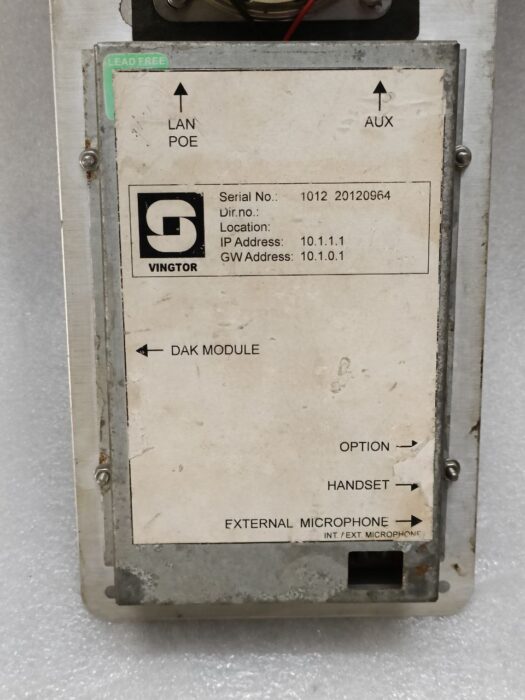 LEAD FREE
LAN
POE
AUX
VINGTOR
Serial No.: 1012 20120964
Dir.no.:
Location:
IP Address: 10.1.1.1
GW Address: 10.1.0.1
DAK MODULE
OPTION
HANDSET
EXTERNAL MICROPHONE
INT. / EXT. MICROPHONE